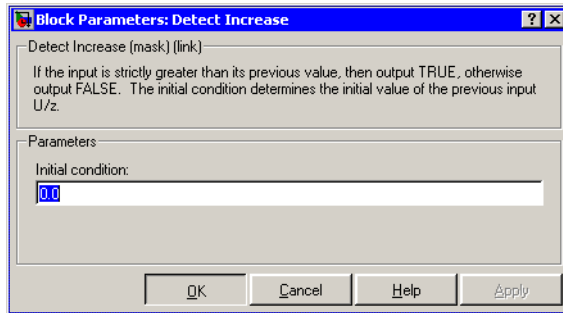 Block Parameters: Detect Increase
Detect Increase (mask) (link)
If the input is strictly greater than its previous value, then output TRUE, otherwise
output FALSE.  The initial condition determines the initial value of the previous input
U/z.
Parameters
Initial condition:
0.0
OK Cancel Help Apply